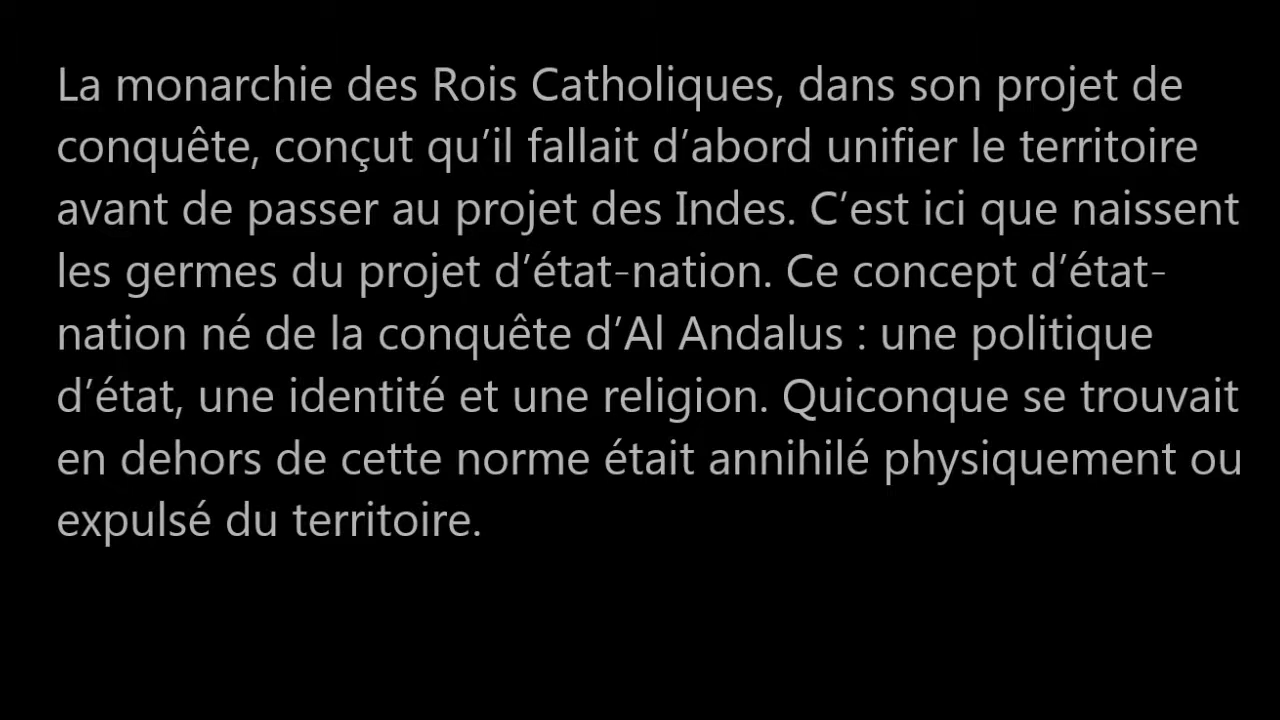 La monarchie des Rois Catholiques, dans son projet de
conquête, conçut qu’il fallait d’abord unifier le territoire
avant de passer au projet des Indes. C’est ici que naissent
les germes du projet d’état-nation. Ce concept d’état-
nation né de la conquête d’Al Andalus : une politique
d’état, une identité et une religion. Quiconque se trouvait
en dehors de cette norme était annihilé physiquement ou
expulsé du territoire.